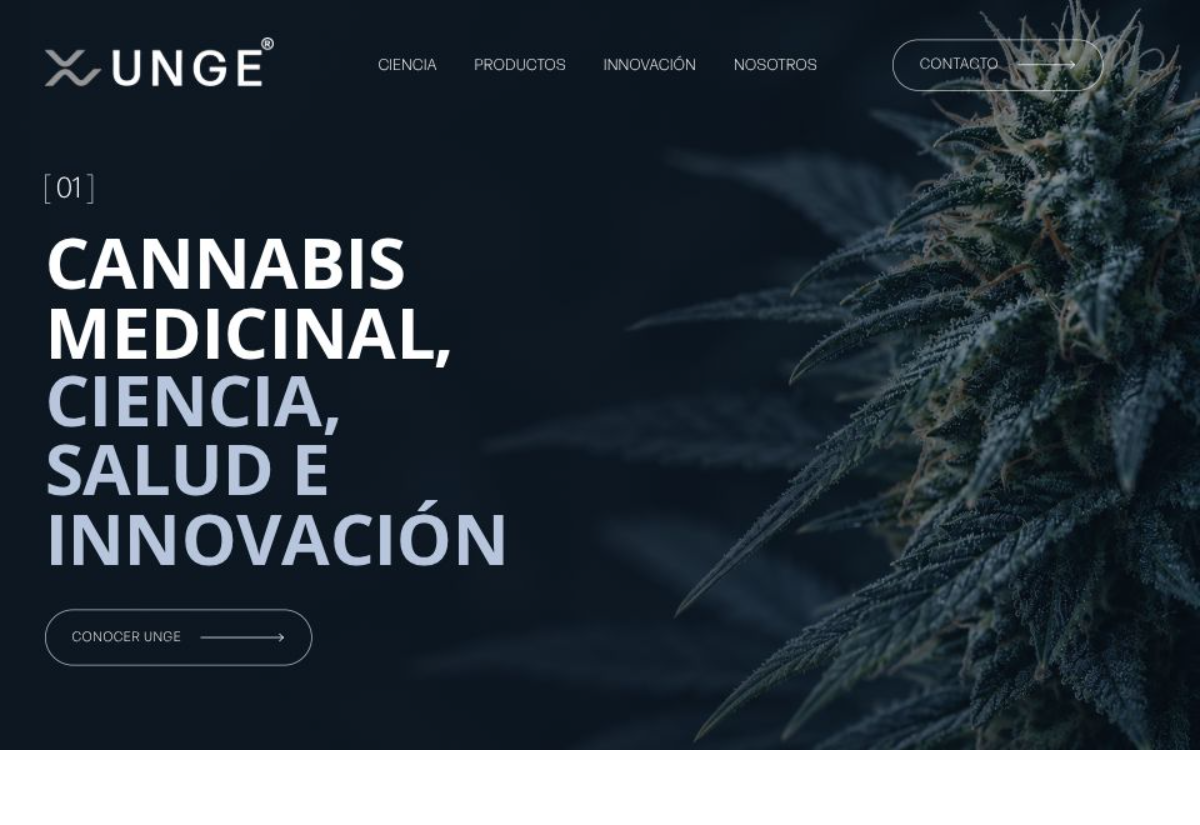 UNGE®
CIENCIA PRODUCTOS INNOVACIÓN NOSOTROS CONTACTO
[ 01 ]
CANNABIS
MEDICINAL,
CIENCIA,
SALUD E
INNOVACIÓN
CONOCER UNGE